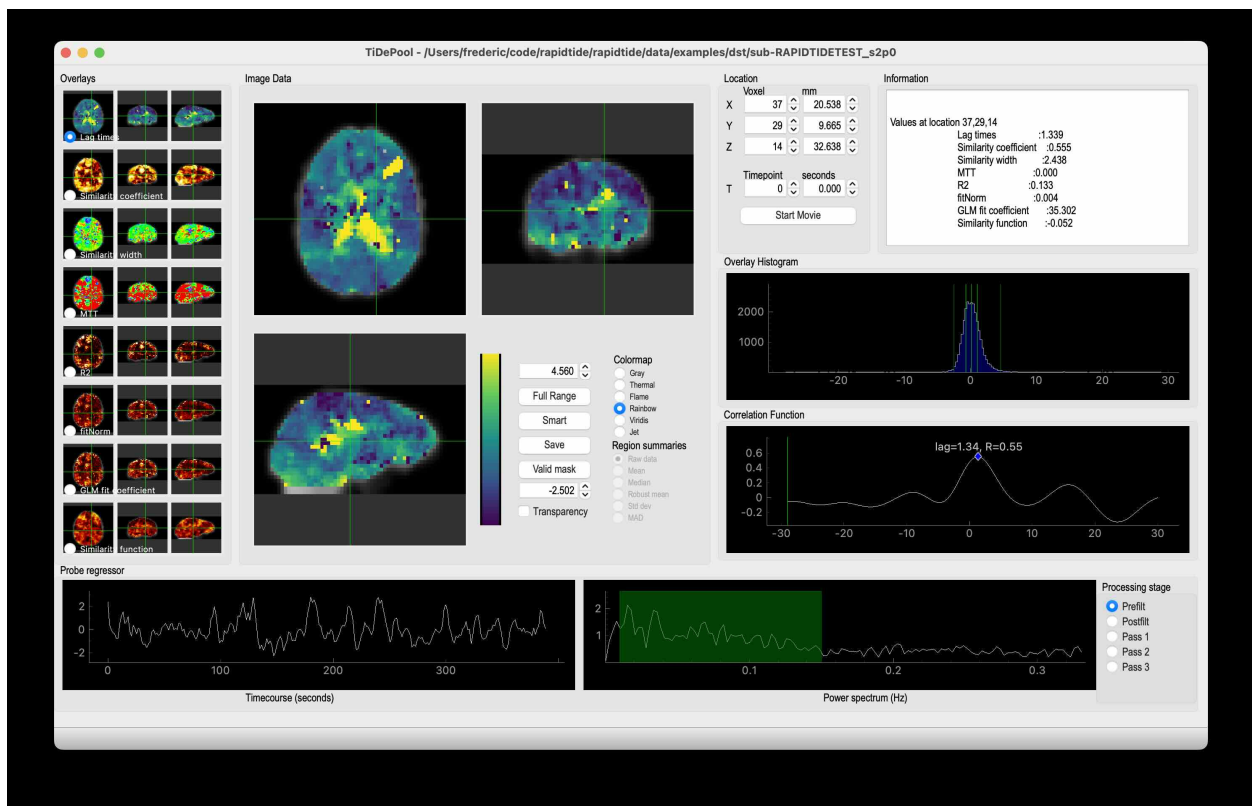 TiDePool - /Users/frederic/code/rapidtide/rapidtide/data/examples/dst/sub-RAPIDTIDETEST_s2p0
Overlays
Lag times
Similarity coefficient
Similarity width
MTT
R2
fitNorm
GLM fit coefficient
Similarity function
Image Data
4.560
Full Range
Smart
Save
Valid mask
-2.502
Transparency
Colormap
Gray
Thermal
Flame
Rainbow
Viridis
Jet
Region summaries
Raw data
Mean
Median
Robust mean
Std dev
MAD
Location
Voxel mm
X 37 20.538
Y 29 9.665
Z 14 32.638
Timepoint seconds
T 0 0.000
Start Movie
Information
Values at location 37,29,14
Lag times :1.339
Similarity coefficient :0.555
Similarity width :2.438
MTT :0.000
R2 :0.133
fitNorm :0.004
GLM fit coefficient :35.302
Similarity function :-0.052
Overlay Histogram
2000
1000
-20 -10 0 10 20 30
Correlation Function
lag=1.34, R=0.55
0.6
0.4
0.2
0
-0.2
-30 -20 -10 0 10 20 30
Probe regressor
2
0
-2
0 100 200 300
Timecourse (seconds)
2
1
0.1 0.2 0.3
Power spectrum (Hz)
Processing stage
Prefilt
Postfilt
Pass 1
Pass 2
Pass 3